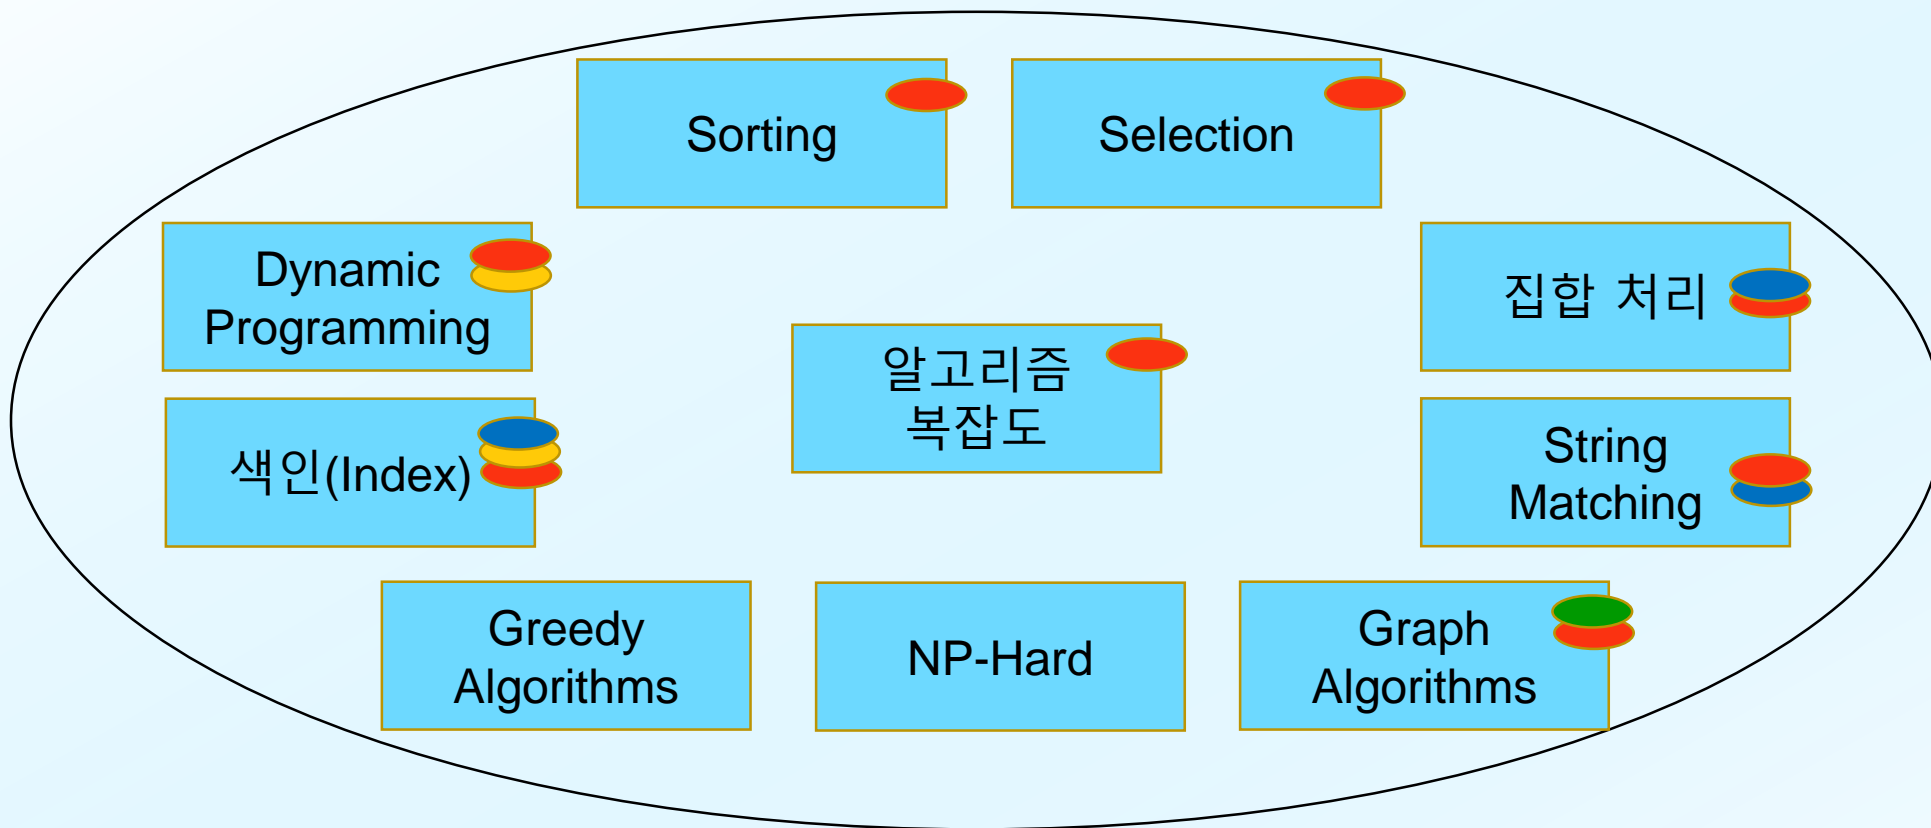 Sorting
Selection
Dynamic
Programming
집합 처리
알고리즘
복잡도
색인(Index)
String
Matching
Greedy
Algorithms
NP-Hard
Graph
Algorithms